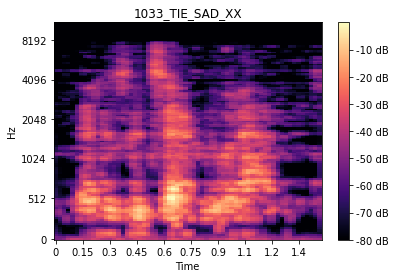 1033_TIE_SAD_XX
8192
4096
2048
1024
512
0
Hz
0 0.15 0.3 0.45 0.6 0.75 0.9 1.1 1.2 1.4
Time
-10 dB
-20 dB
-30 dB
-40 dB
-50 dB
-60 dB
-70 dB
-80 dB